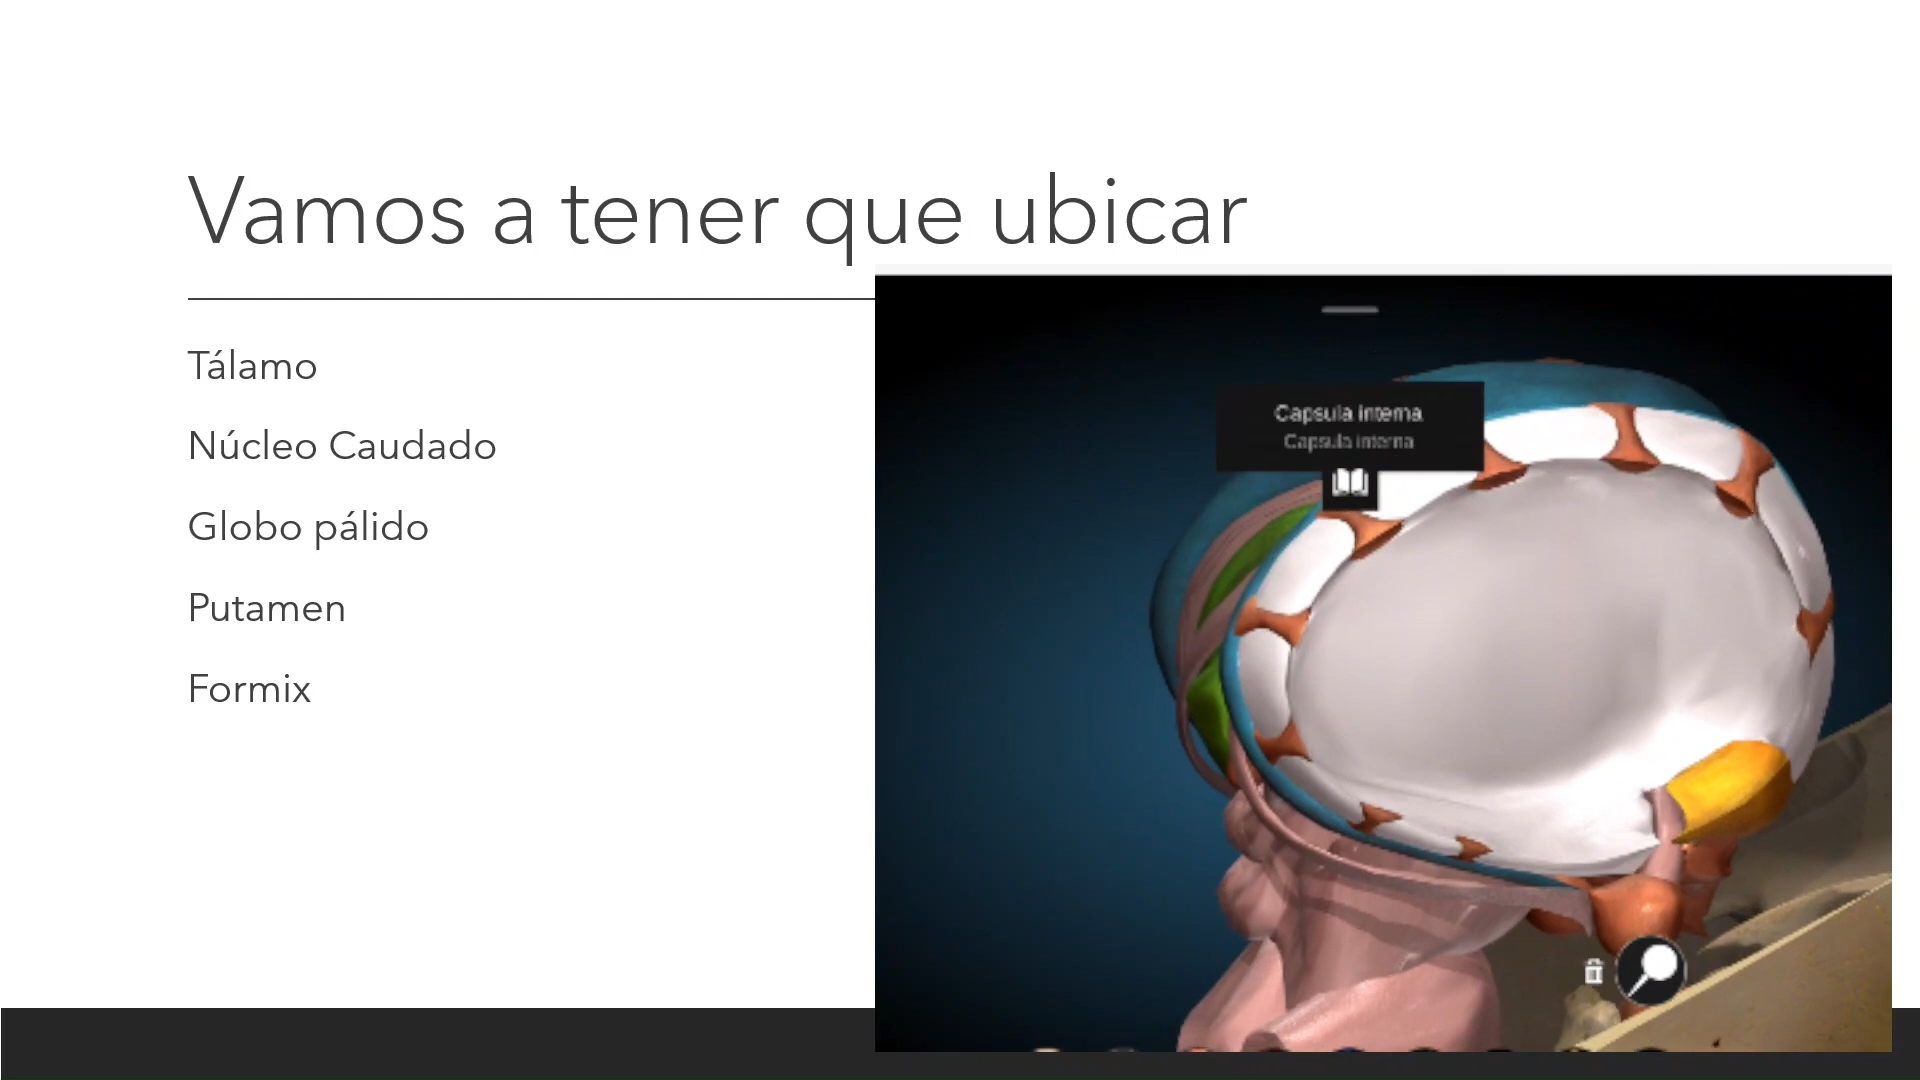 Vamos a tener que ubicar
Tálamo
Núcleo Caudado
Globo pálido
Putamen
Formix
Capsula interna
Capsula interna